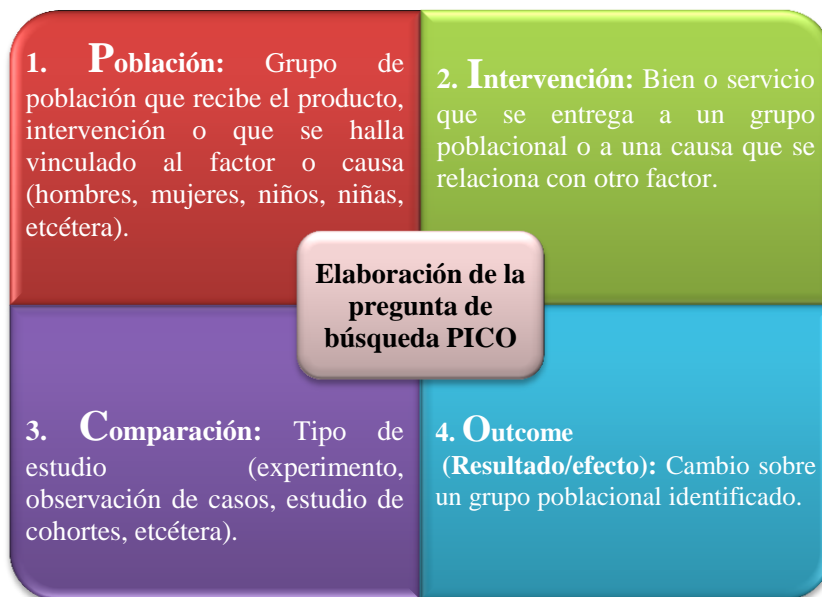 1. Población: Grupo de
población que recibe el producto,
intervención o que se halla
vinculado al factor o causa
(hombres, mujeres, niños, niñas,
etcétera).
2. Intervención: Bien o servicio
que se entrega a un grupo
poblacional o a una causa que se
relaciona con otro factor.
Elaboración de la
pregunta de
búsqueda PICO
3. Comparación: Tipo de
estudio (experimento,
observación de casos, estudio de
cohortes, etcétera).
4. Outcome
(Resultado/efecto): Cambio sobre
un grupo poblacional identificado.